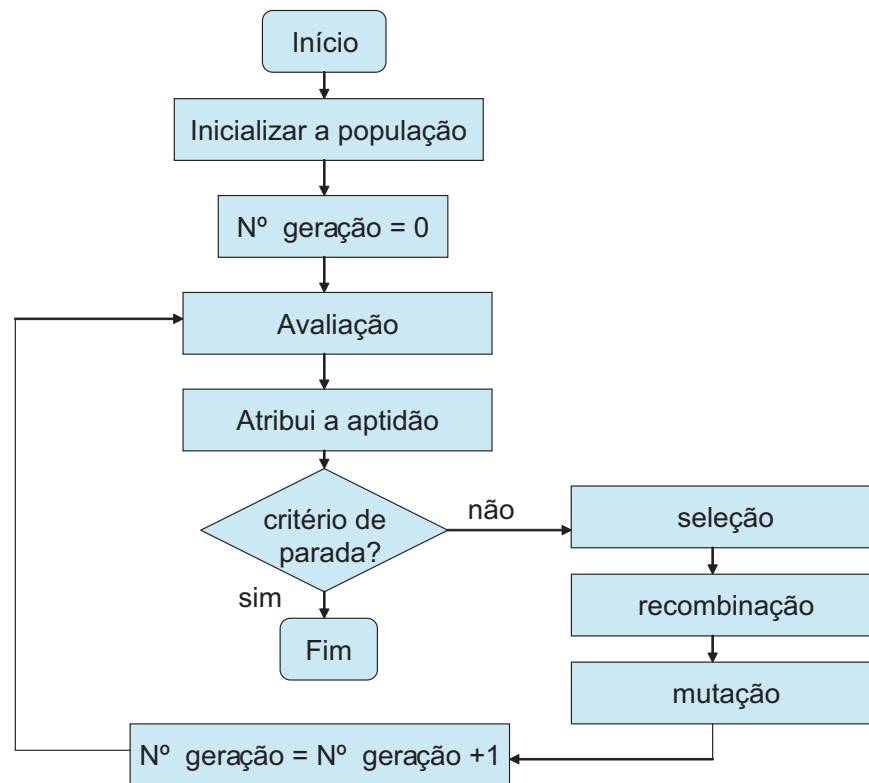 Início
Inicializar a população
Nº geração = 0
Avaliação
Atribui a aptidão
critério de
parada?
não
sim
Fim
seleção
recombinação
mutação
Nº geração = Nº geração +1